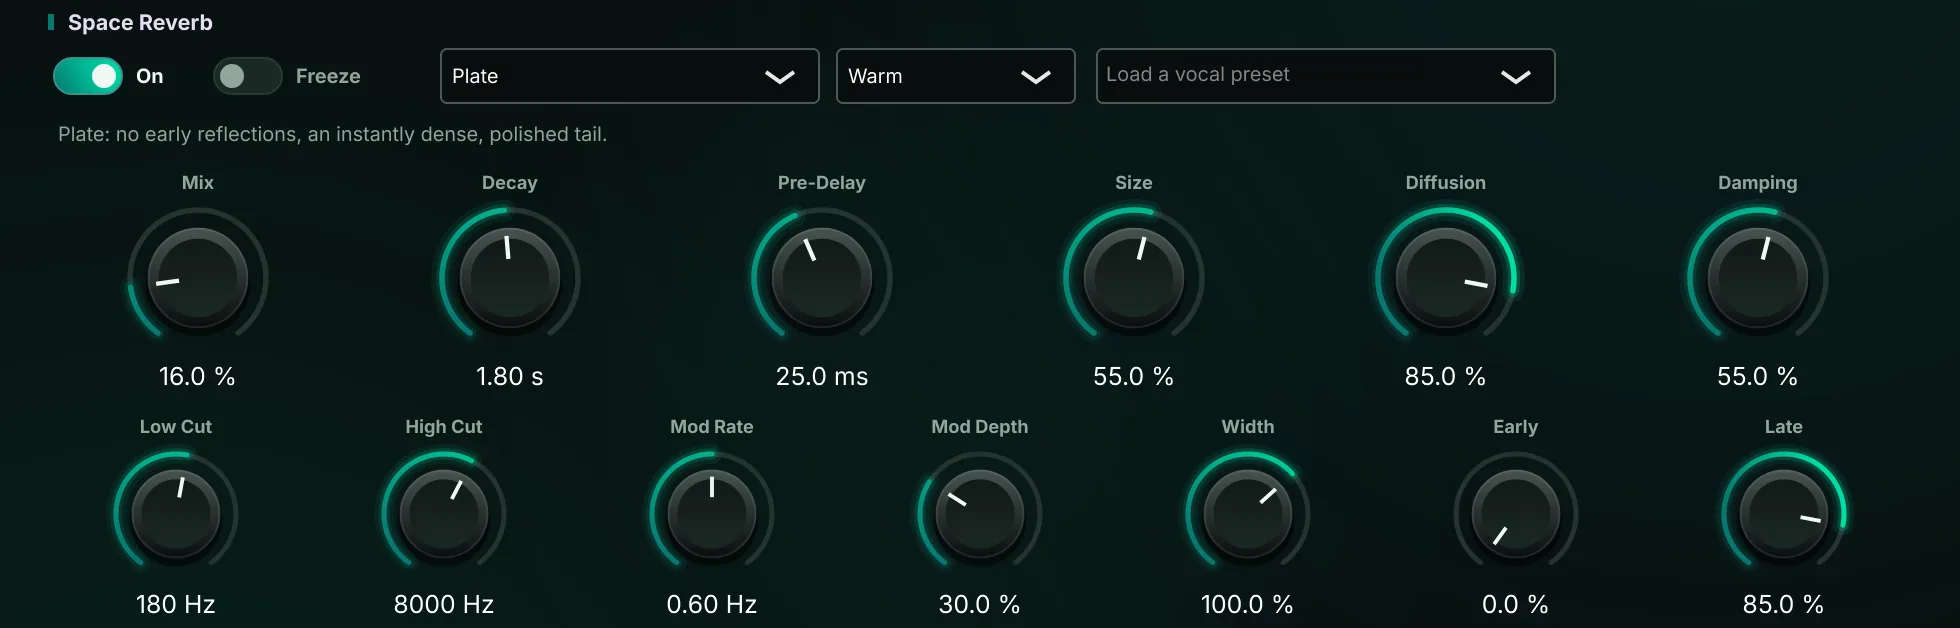 Space Reverb
On Freeze Plate Warm Load a vocal preset
Plate: no early reflections, an instantly dense, polished tail.
Mix Decay Pre-Delay Size Diffusion Damping
16.0 % 1.80 s 25.0 ms 55.0 % 85.0 % 55.0 %
Low Cut High Cut Mod Rate Mod Depth Width Early Late
180 Hz 8000 Hz 0.60 Hz 30.0 % 100.0 % 0.0 % 85.0 %